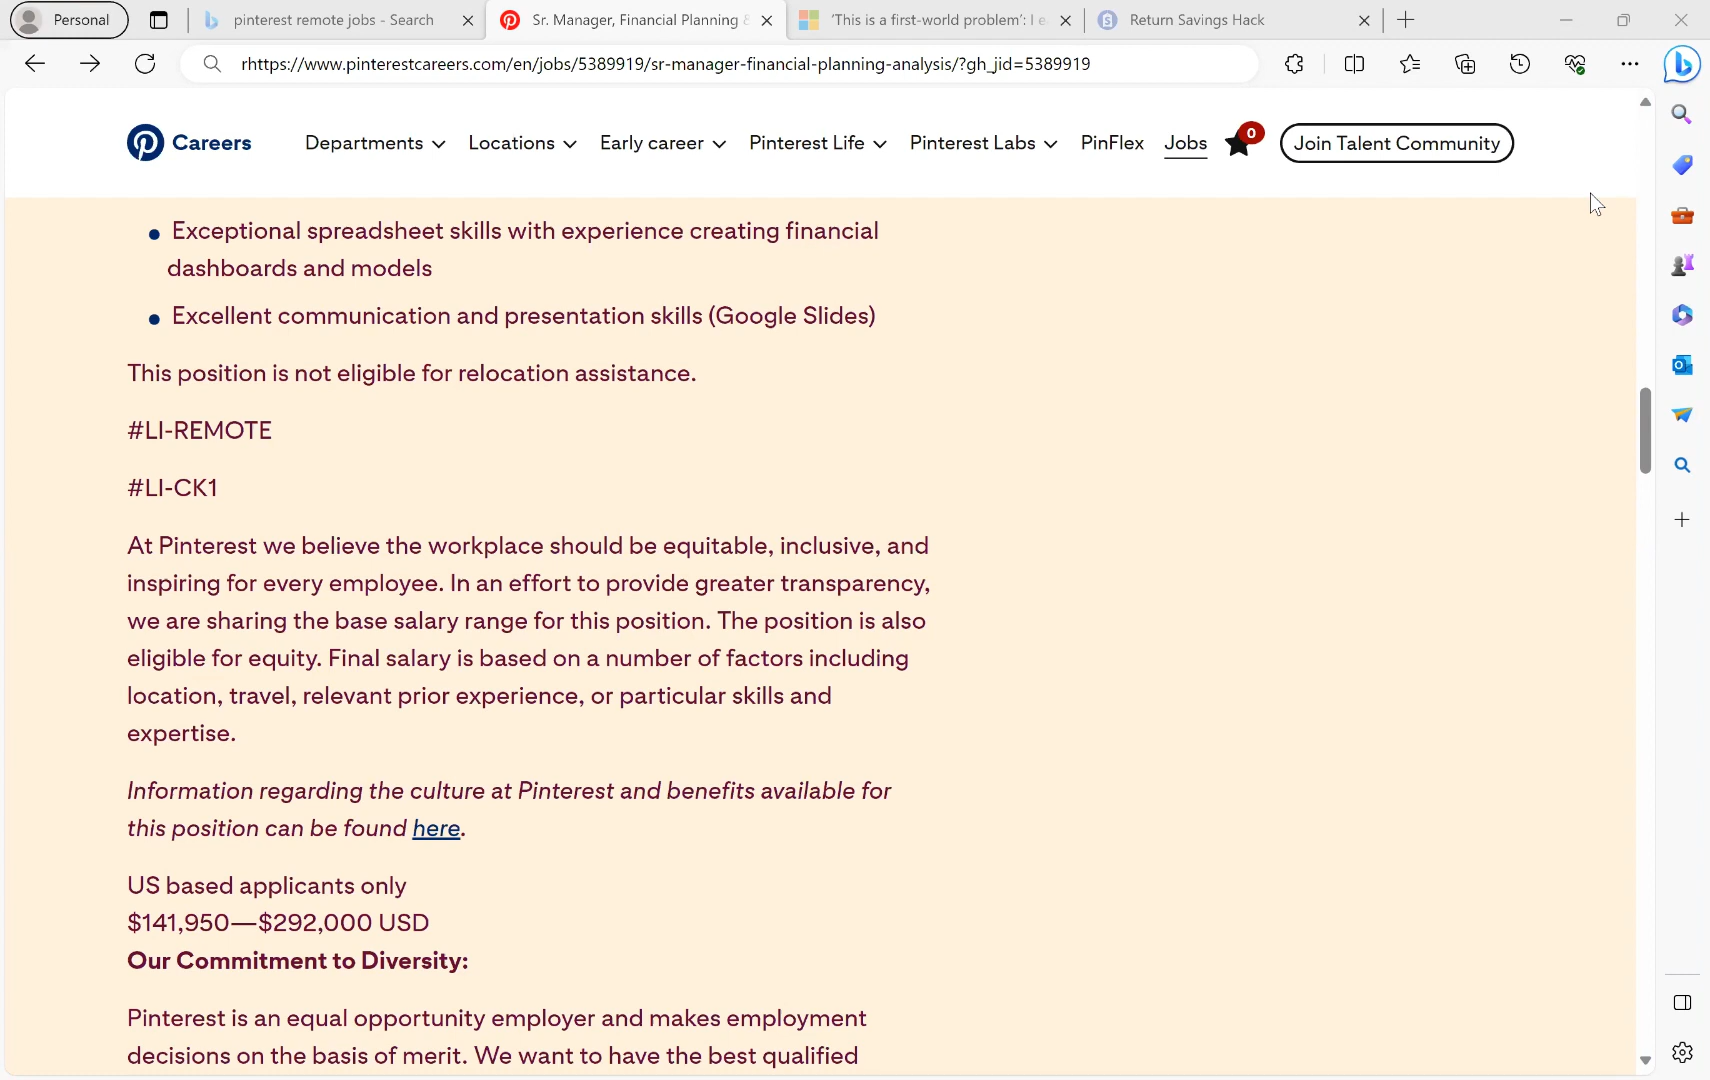 Personal
pinterest remote jobs - Search
Sr. Manager, Financial Planning &
'This is a first-world problem': I ea
Return Savings Hack
rhttps://www.pinterestcareers.com/en/jobs/5389919/sr-manager-financial-planning-analysis/?gh_jid=5389919
Careers
Departments
Locations
Early career
Pinterest Life
Pinterest Labs
PinFlex
Jobs
0
Join Talent Community
Exceptional spreadsheet skills with experience creating financial
dashboards and models
Excellent communication and presentation skills (Google Slides)
This position is not eligible for relocation assistance.
#LI-REMOTE
#LI-CK1
At Pinterest we believe the workplace should be equitable, inclusive, and
inspiring for every employee. In an effort to provide greater transparency,
we are sharing the base salary range for this position. The position is also
eligible for equity. Final salary is based on a number of factors including
location, travel, relevant prior experience, or particular skills and
expertise.
Information regarding the culture at Pinterest and benefits available for
this position can be found here.
US based applicants only
$141,950—$292,000 USD
Our Commitment to Diversity:
Pinterest is an equal opportunity employer and makes employment
decisions on the basis of merit. We want to have the best qualified